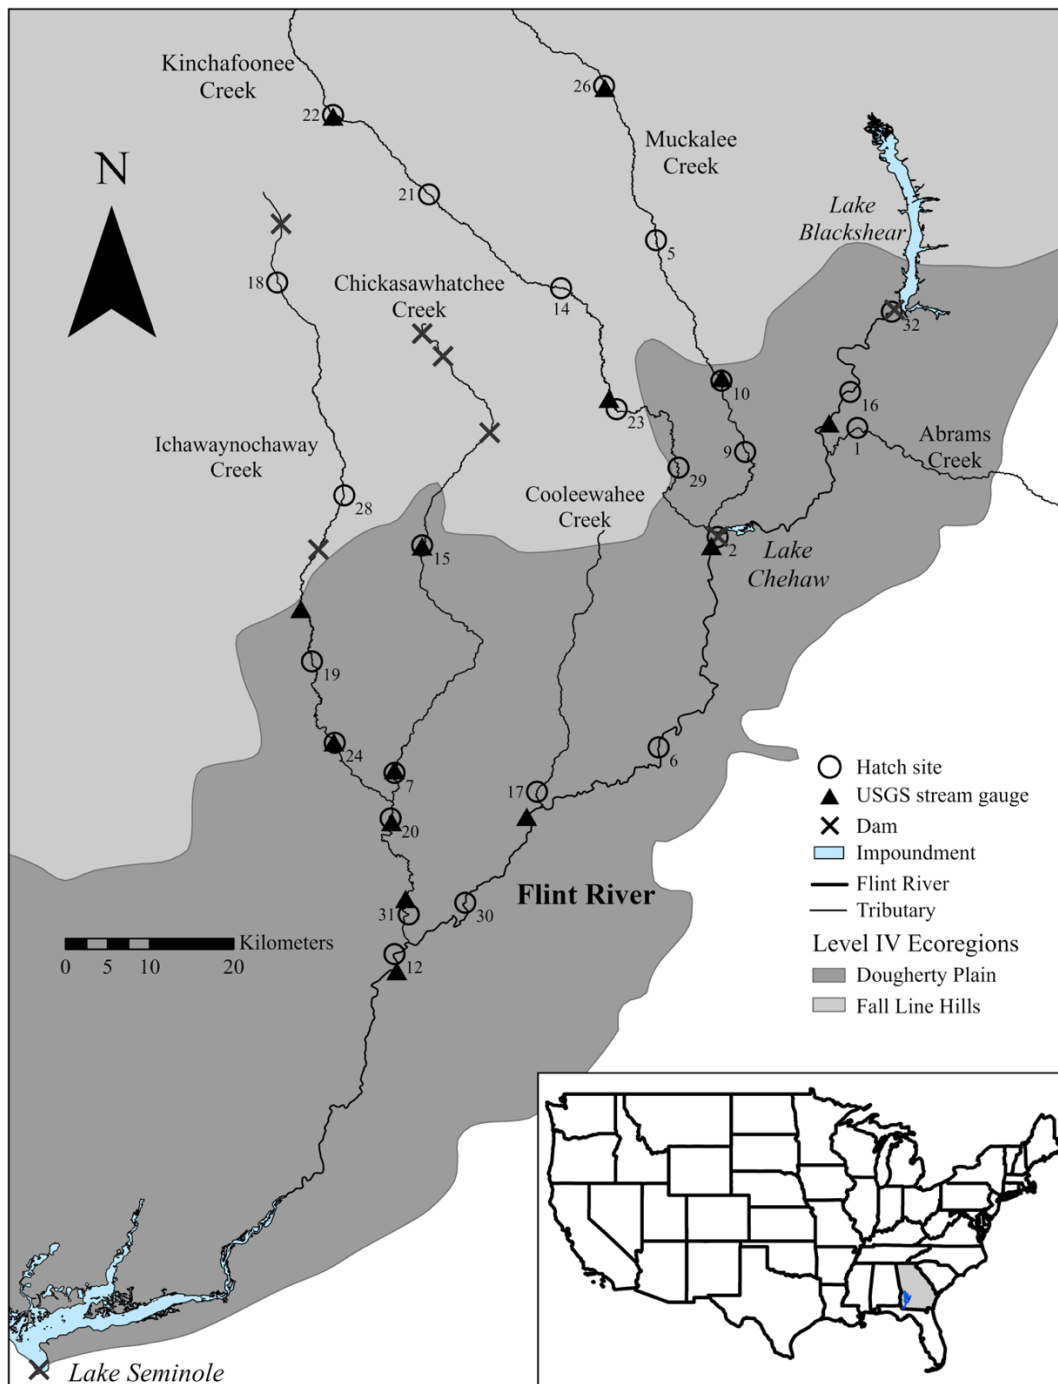 Kinchafoonee
Creek
26
22
Muckalee
Creek
N
21
Lake
Blackshear
5
18
Chickasawhatchee
Creek
14
32
10
16
23
Ichawaynochaway
Creek
9
1
Abrams
Creek
29
28
Cooleewahee
Creek
15
2
Lake
Chehaw
19
24
6
7
17
20
Hatch site
USGS stream gauge
Dam
Impoundment
Flint River
Tributary
Level IV Ecoregions
Dougherty Plain
Fall Line Hills
Flint River
31
30
12
Kilometers
0 5 10 20
Lake Seminole